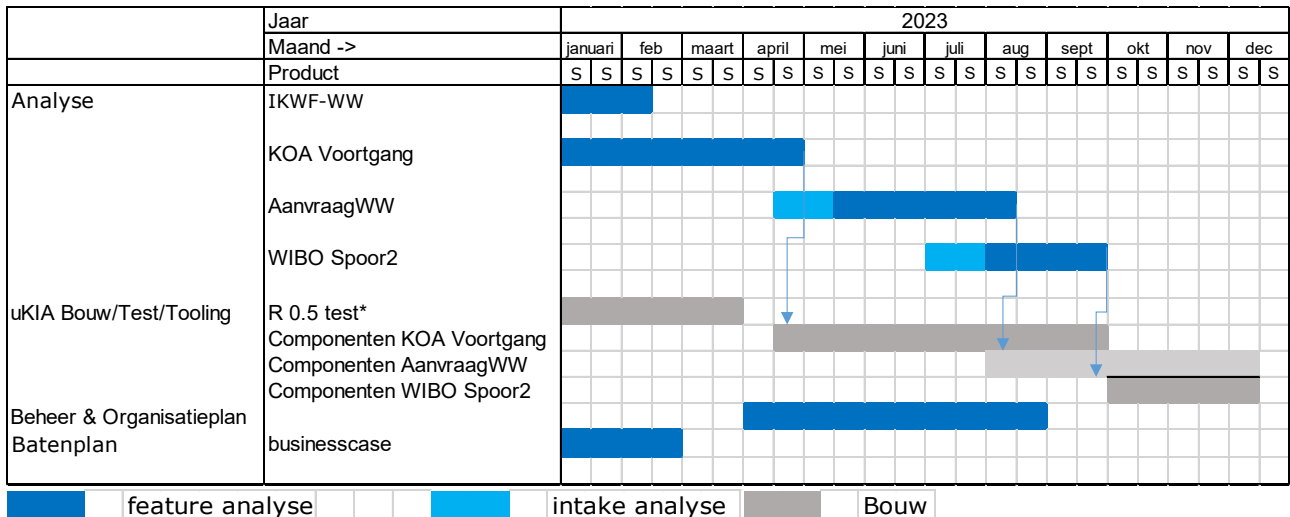 Jaar 2023
Maand -> januari feb maart april mei juni juli aug sept okt nov dec
Product S S S S S S S S S S S S S S S S S S S S S S S S
Analyse IKWF-WW
KOA Voortgang
AanvraagWW
WIBO Spoor2
uKIA Bouw/Test/Tooling R 0.5 test*
Componenten KOA Voortgang
Componenten AanvraagWW
Componenten WIBO Spoor2
Beheer & Organisatieplan
Batenplan businesscase
feature analyse intake analyse Bouw